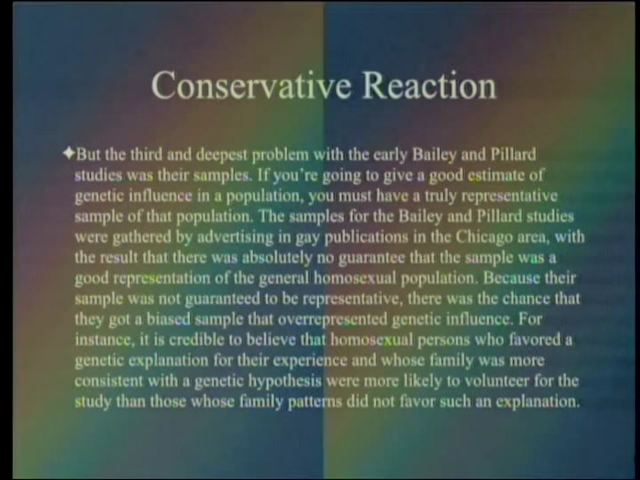 Conservative Reaction
✦But the third and deepest problem with the early Bailey and Pillard
studies was their samples. If you're going to give a good estimate of
genetic influence in a population, you must have a truly representative
sample of that population. The samples for the Bailey and Pillard studies
were gathered by advertising in gay publications in the Chicago area, with
the result that there was absolutely no guarantee that the sample was a
good representation of the general homosexual population. Because their
sample was not guaranteed to be representative, there was the chance that
they got a biased sample that overrepresented genetic influence. For
instance, it is credible to believe that homosexual persons who favored a
genetic explanation for their experience and whose family was more
consistent with a genetic hypothesis were more likely to volunteer for the
study than those whose family patterns did not favor such an explanation.